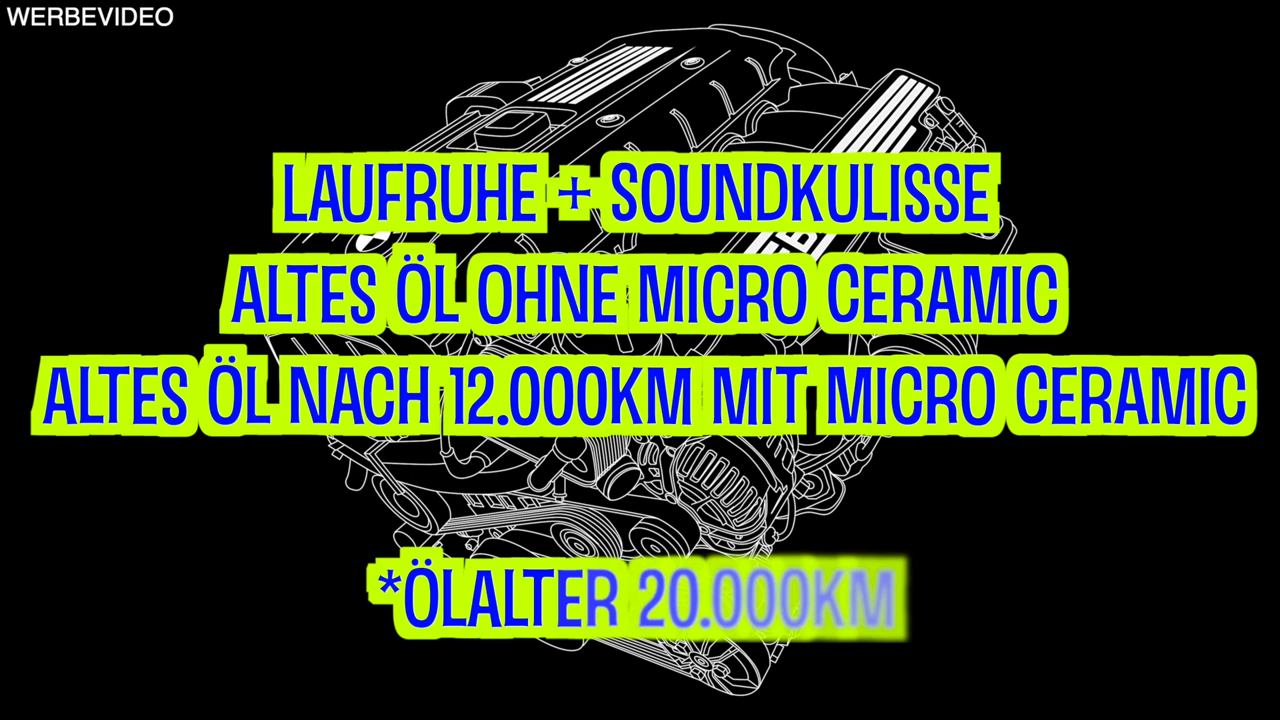 WERBEVIDEO
LAUFRUHE + SOUNDKULISSE
ALTES ÖL OHNE MICRO CERAMIC
ALTES ÖL NACH 12.000KM MIT MICRO CERAMIC
*ÖLALTER 20.000KM